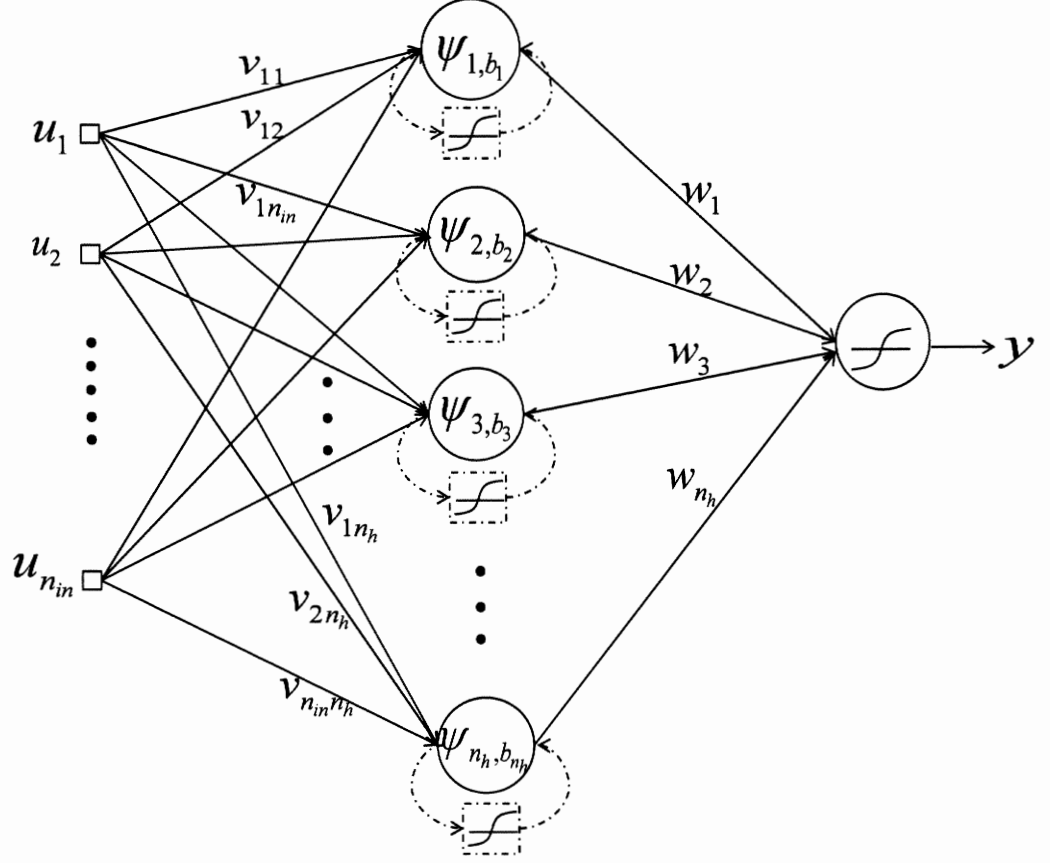 ψ1,b1
v11
v12
u1
v1nin
w1
ψ2,b2
u2
w2
w3
y
ψ3,b3
wnh
v1nh
unin
v2nh
vninnh
ψnh,bnh